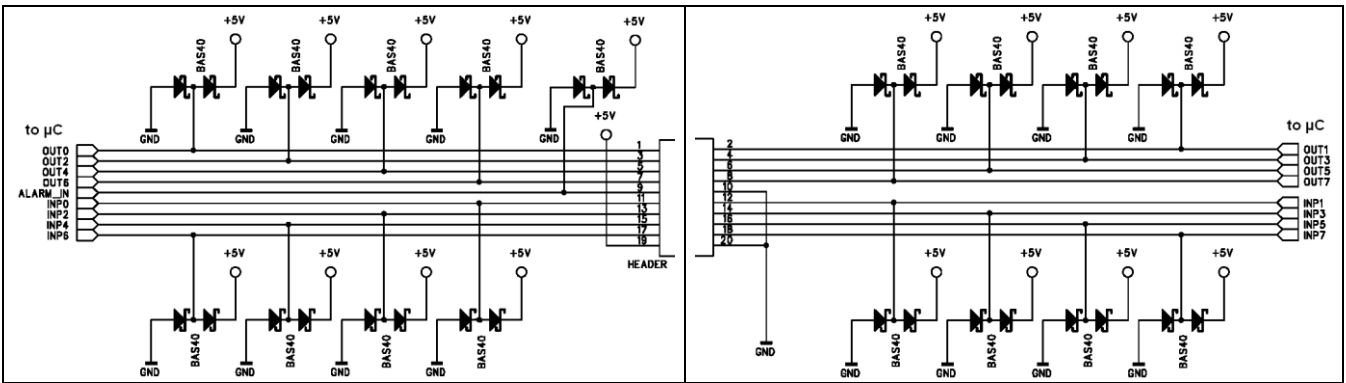 +5V +5V +5V +5V +5V
BAS40 BAS40 BAS40 BAS40 BAS40
GND GND GND GND GND
+5V
to µC
OUT0 1
OUT2 3
OUT4 5
OUT6 7
ALARM_IN 9
INP0 11
INP2 13
INP4 15
INP6 17
19
HEADER
+5V +5V +5V +5V
BAS40 BAS40 BAS40 BAS40
GND GND GND GND
+5V +5V +5V +5V
BAS40 BAS40 BAS40 BAS40
GND GND GND GND
to µC
2 OUT1
4 OUT3
6 OUT5
8 OUT7
10
12 INP1
14 INP3
16 INP5
18 INP7
20
+5V +5V +5V +5V
BAS40 BAS40 BAS40 BAS40
GND GND GND GND GND